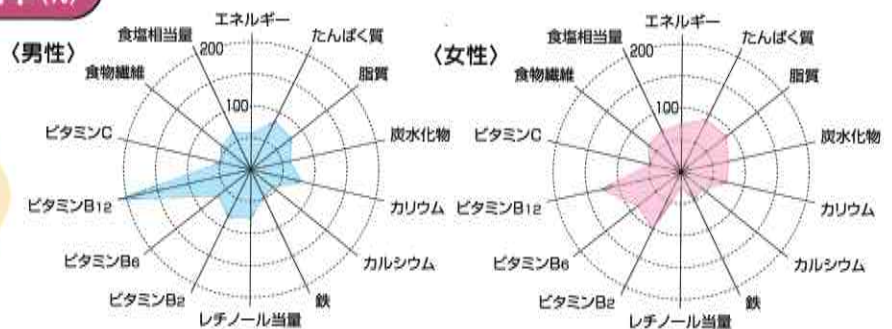 〈男性〉
エネルギー
たんぱく質
脂質
炭水化物
カリウム
カルシウム
鉄
レチノール当量
ビタミンB2
ビタミンB6
ビタミンB12
ビタミンC
食物繊維
食塩相当量
200
100
〈女性〉
エネルギー
たんぱく質
脂質
炭水化物
カリウム
カルシウム
鉄
レチノール当量
ビタミンB2
ビタミンB6
ビタミンB12
ビタミンC
食物繊維
食塩相当量
200
100